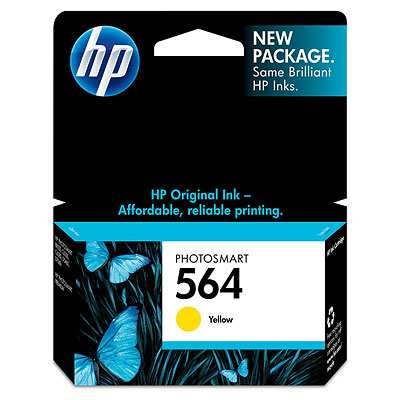 hp
NEW
PACKAGE.
Same Brilliant
HP Inks.
HP Original Ink –
Affordable, reliable printing.
PHOTOSMART
564
Yellow